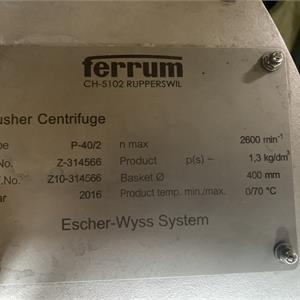 ferrum
CH-5102 RUPPERSWIL
usher Centrifuge
pe P-40/2 n max 2600 min⁻¹
No. Z-314566 Product p(s) ~ 1,3 kg/dm³
.No. Z10-314566 Basket Ø 400 mm
ar 2016 Product temp. min./max. 0/70 °C
Escher-Wyss System